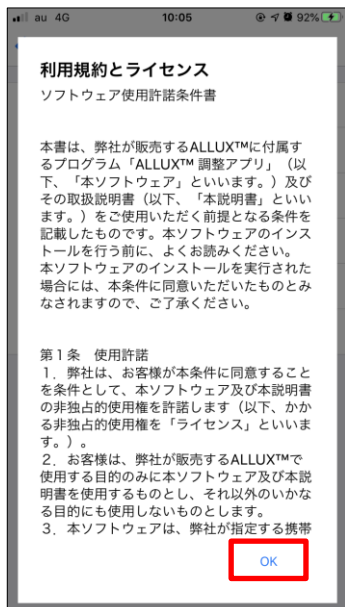 au 4G 10:05 92%
利用規約とライセンス
ソフトウェア使用許諾条件書
本書は、弊社が販売するALLUX™に付属す
るプログラム「ALLUX™ 調整アプリ」（以
下、「本ソフトウェア」といいます。）及び
その取扱説明書（以下、「本説明書」といい
ます。）をご使用いただく前提となる条件を
記載したものです。本ソフトウェアのインス
トールを行う前に、よくお読みください。
本ソフトウェアのインストールを実行された
場合には、本条件に同意いただいたものとみ
なされますので、ご了承ください。
第１条　使用許諾
１．弊社は、お客様が本条件に同意すること
を条件として、本ソフトウェア及び本説明書
の非独占的使用権を許諾します（以下、かか
る非独占的使用権を「ライセンス」といいま
す。）。
２．お客様は、弊社が販売するALLUX™で
使用する目的のみに本ソフトウェア及び本説
明書を使用するものとし、それ以外のいかな
る目的にも使用しないものとします。
３．本ソフトウェアは、弊社が指定する携帯
OK